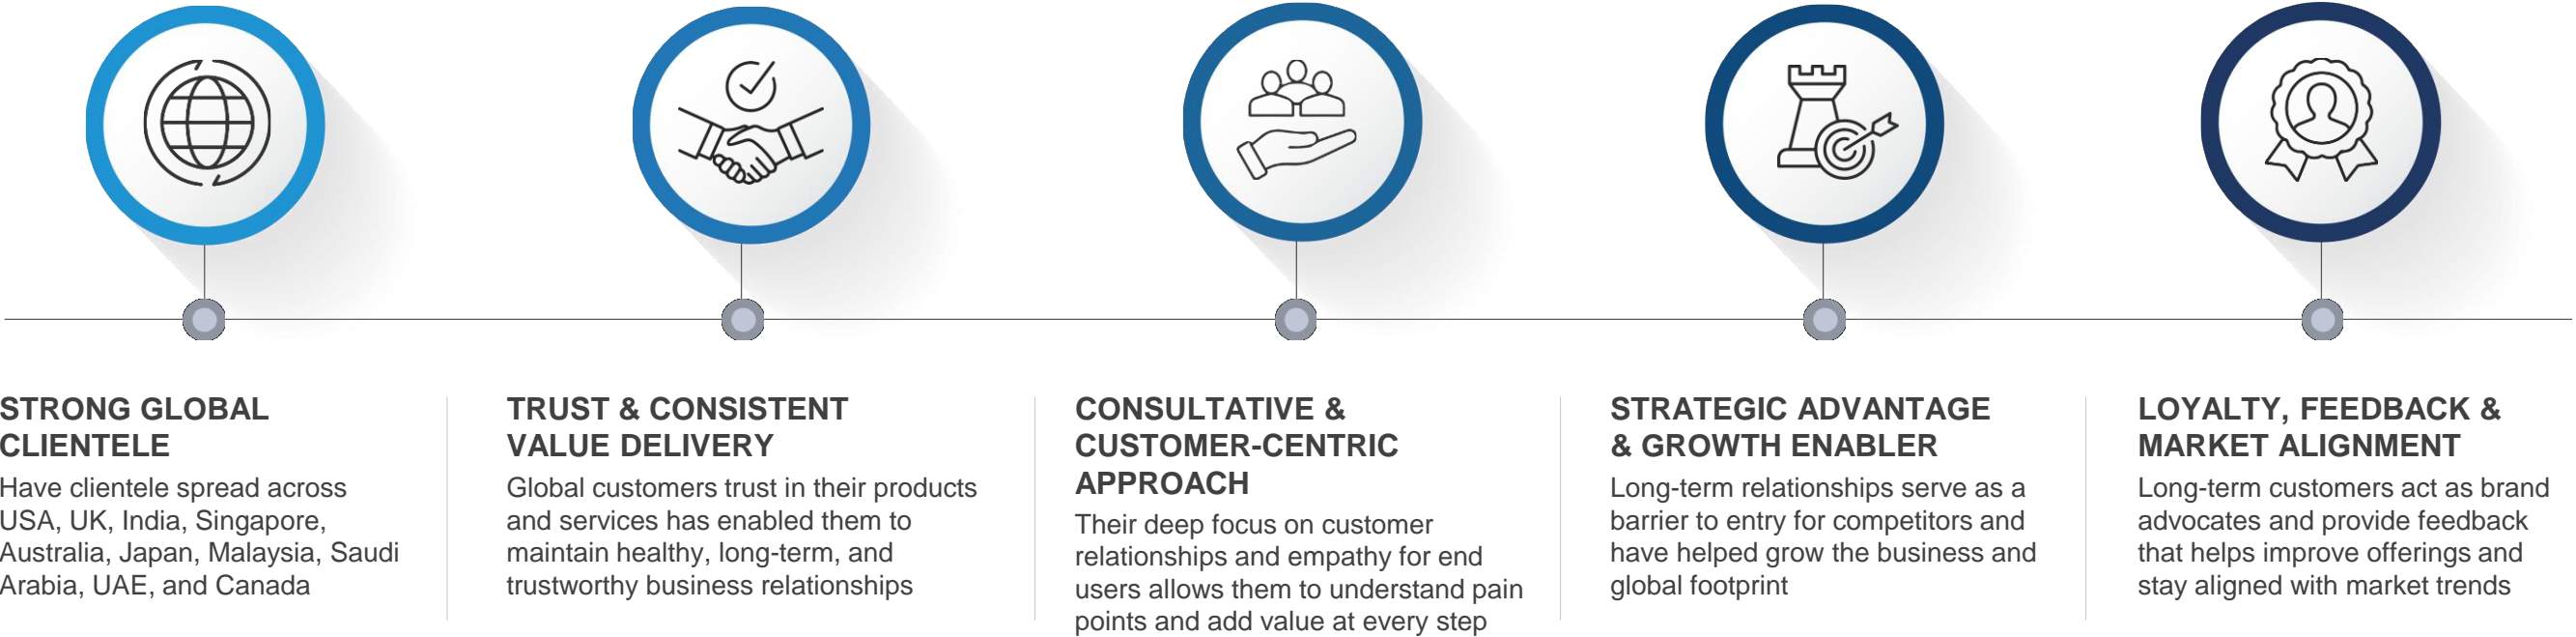 STRONG GLOBAL
CLIENTELE
Have clientele spread across
USA, UK, India, Singapore,
Australia, Japan, Malaysia, Saudi
Arabia, UAE, and Canada
TRUST & CONSISTENT
VALUE DELIVERY
Global customers trust in their products
and services has enabled them to
maintain healthy, long-term, and
trustworthy business relationships
CONSULTATIVE &
CUSTOMER-CENTRIC
APPROACH
Their deep focus on customer
relationships and empathy for end
users allows them to understand pain
points and add value at every step
STRATEGIC ADVANTAGE
& GROWTH ENABLER
Long-term relationships serve as a
barrier to entry for competitors and
have helped grow the business and
global footprint
LOYALTY, FEEDBACK &
MARKET ALIGNMENT
Long-term customers act as brand
advocates and provide feedback
that helps improve offerings and
stay aligned with market trends